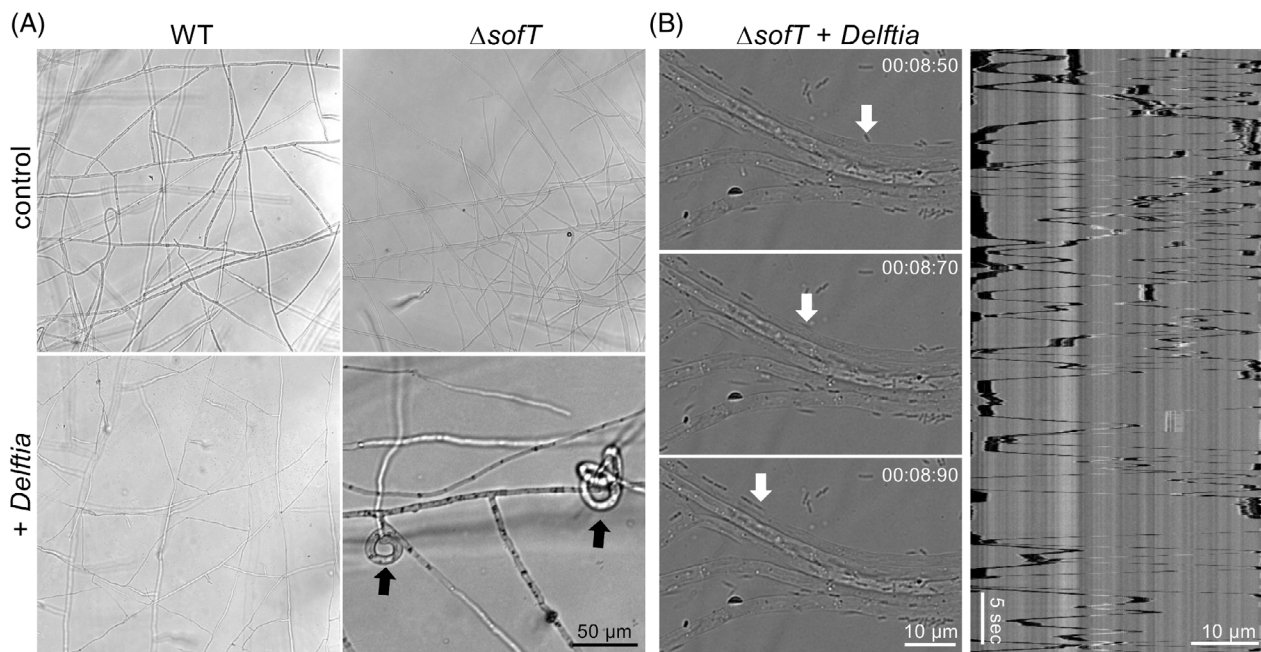 (A)
WT
ΔsofT
control
+ Delftia
50 µm
(B)
ΔsofT + Delftia
00:08:50
00:08:70
00:08:90
10 µm
5 sec
10 µm